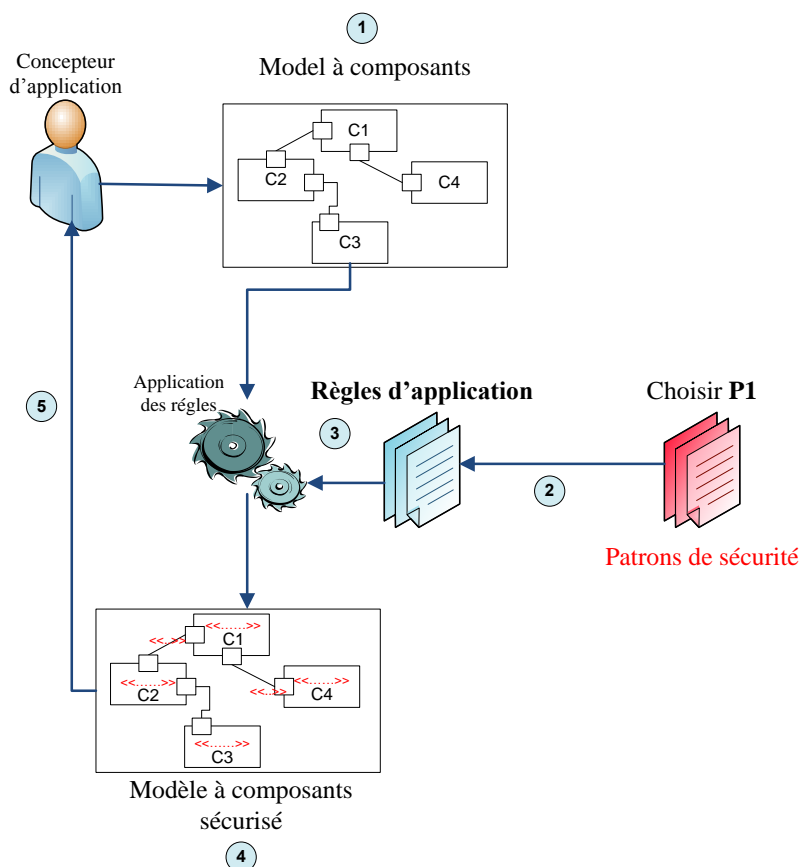 1
Concepteur
d’application
Model à composants
C1
C2
C4
C3
Application
des régles
5
Règles d’application
3
Choisir P1
2
Patrons de sécurité
<<......>>
<<..>>
C1
<<......>>
C2
<<......>>
<<..>>
C4
<<......>>
C3
Modèle à composants
sécurisé
4